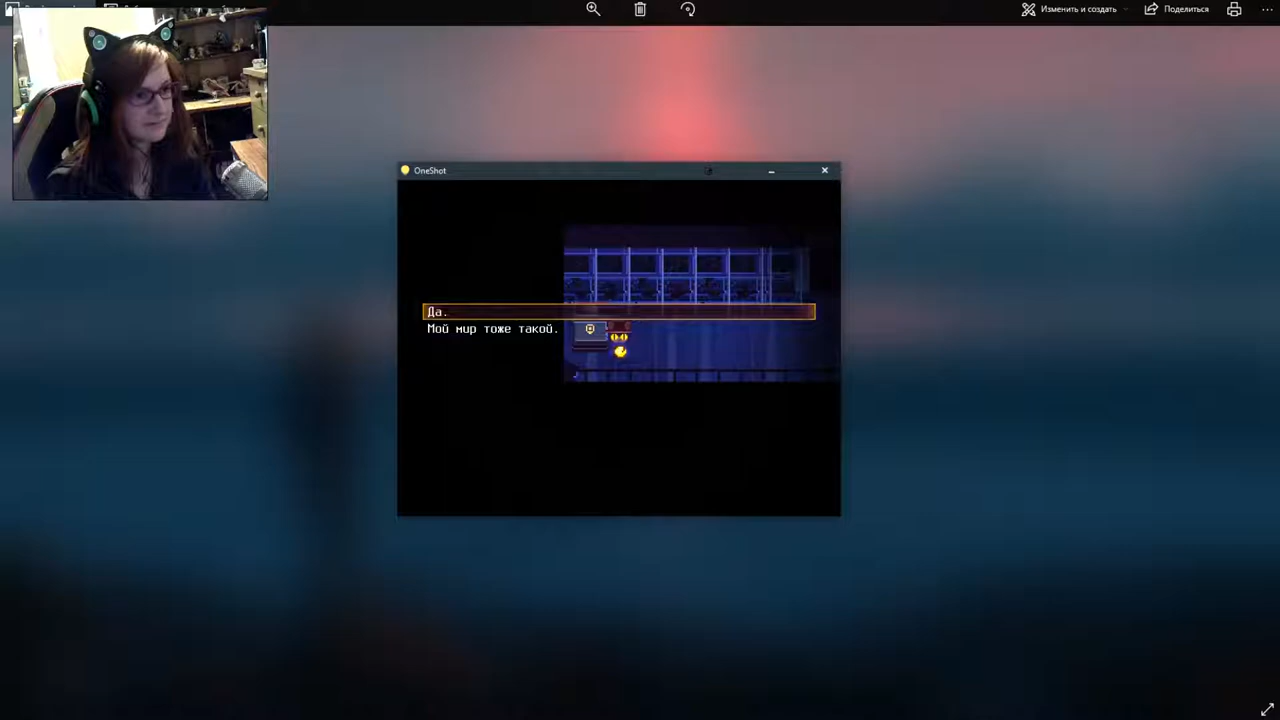 Изменить и создать
Поделиться
OneShot
Да.
Мой мир тоже такой.